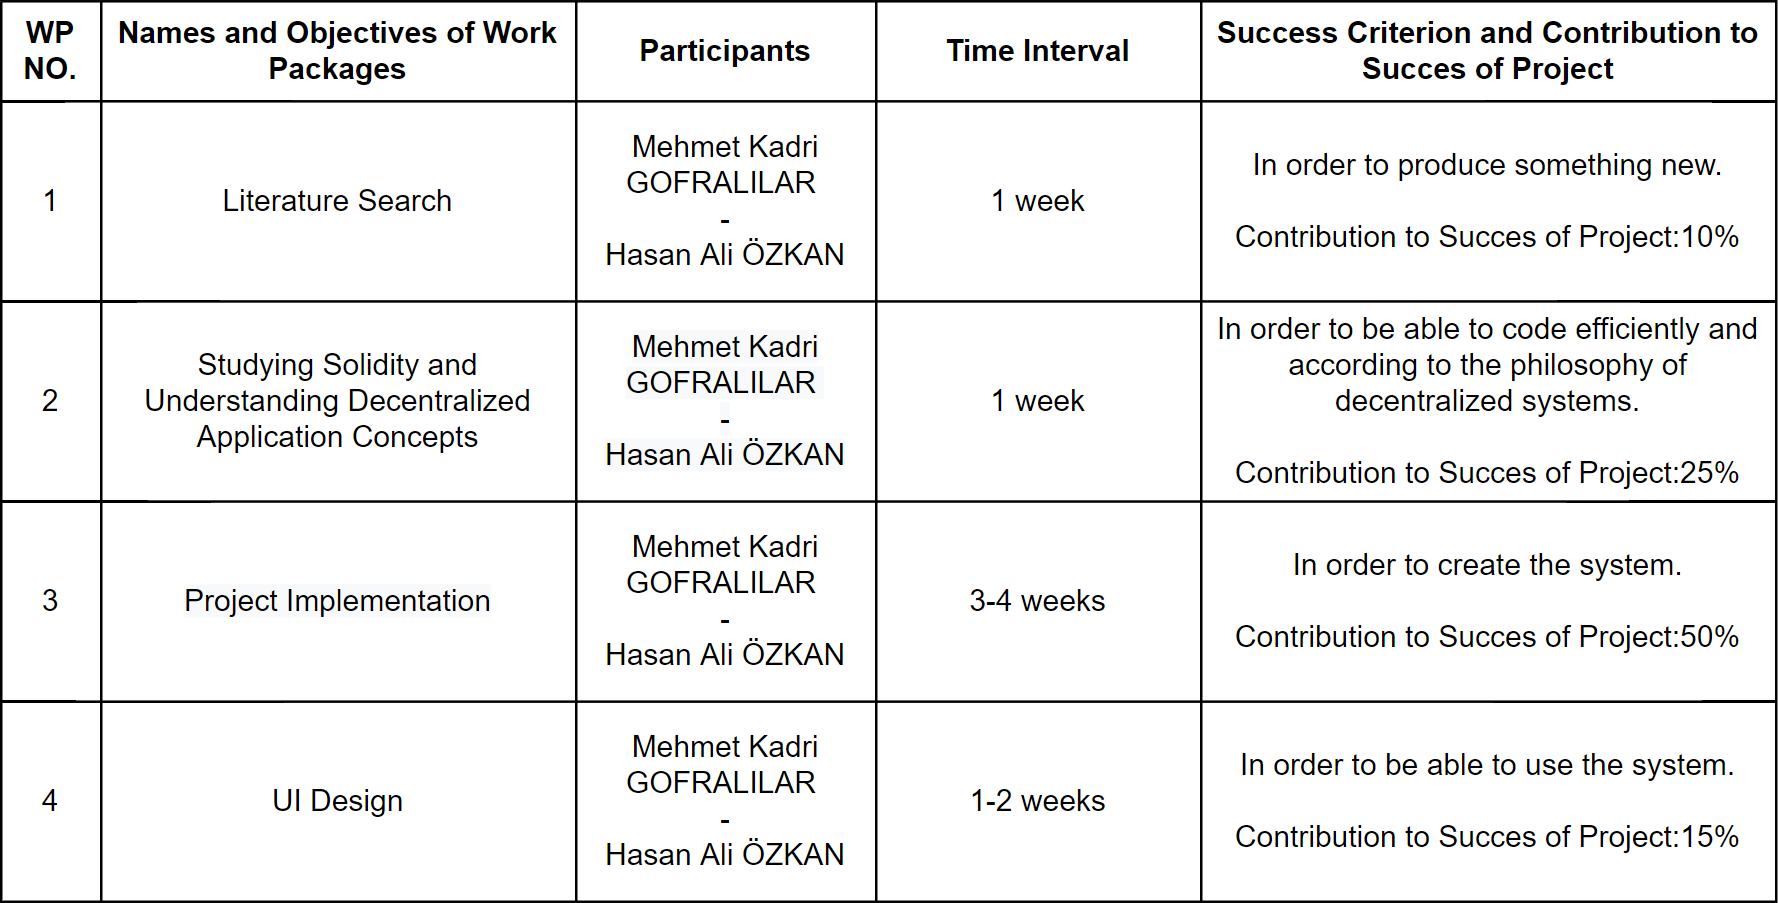 WP
NO.
Names and Objectives of Work
Packages
Participants
Time Interval
Success Criterion and Contribution to
Succes of Project
1
Literature Search
Mehmet Kadri
GOFRALILAR
-
Hasan Ali ÖZKAN
1 week
In order to produce something new.
Contribution to Succes of Project:10%
2
Studying Solidity and
Understanding Decentralized
Application Concepts
Mehmet Kadri
GOFRALILAR
-
Hasan Ali ÖZKAN
1 week
In order to be able to code efficiently and
according to the philosophy of
decentralized systems.
Contribution to Succes of Project:25%
3
Project Implementation
Mehmet Kadri
GOFRALILAR
-
Hasan Ali ÖZKAN
3-4 weeks
In order to create the system.
Contribution to Succes of Project:50%
4
UI Design
Mehmet Kadri
GOFRALILAR
-
Hasan Ali ÖZKAN
1-2 weeks
In order to be able to use the system.
Contribution to Succes of Project:15%